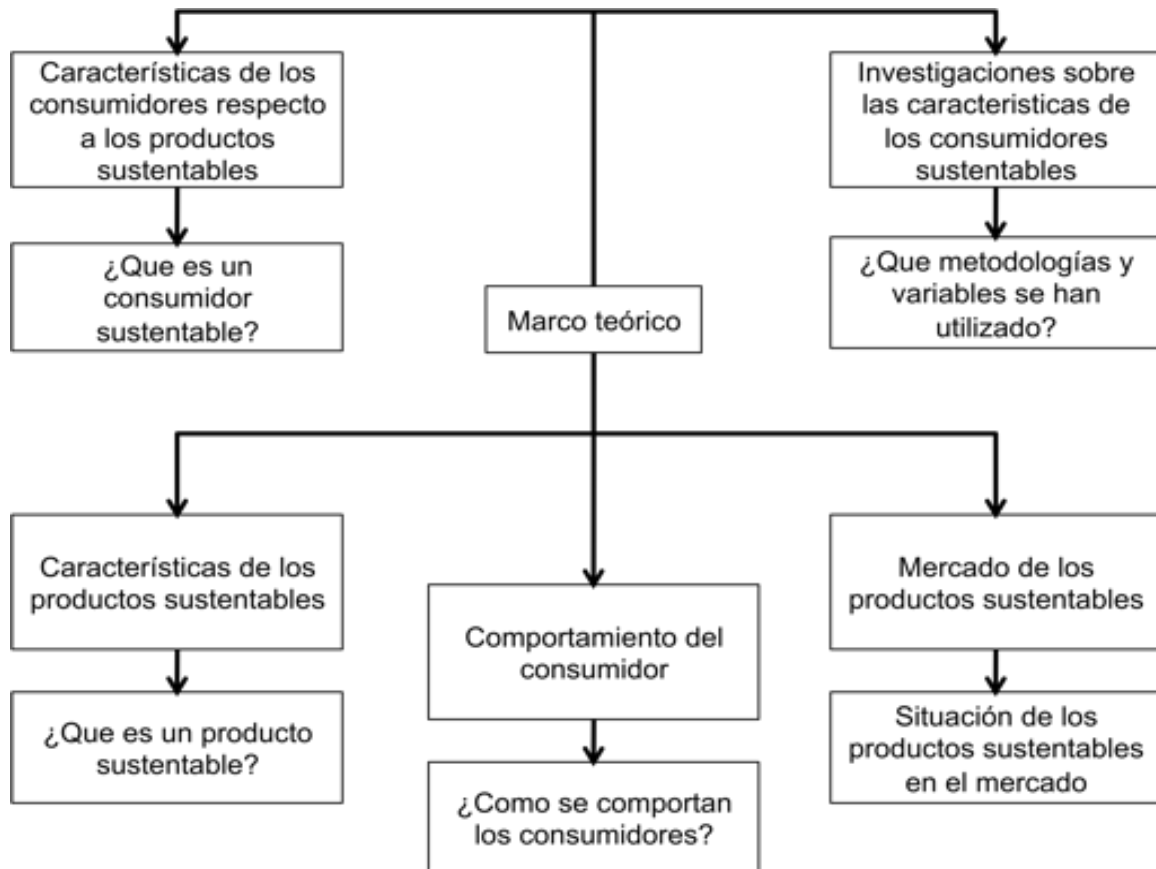 Características de los
consumidores respecto
a los productos
sustentables
Investigaciones sobre
las caracteristicas de
los consumidores
sustentables
¿Que es un
consumidor
sustentable?
¿Que metodologías y
variables se han
utilizado?
Marco teórico
Características de los
productos sustentables
Comportamiento del
consumidor
Mercado de los
productos sustentables
¿Que es un producto
sustentable?
¿Como se comportan
los consumidores?
Situación de los
productos sustentables
en el mercado